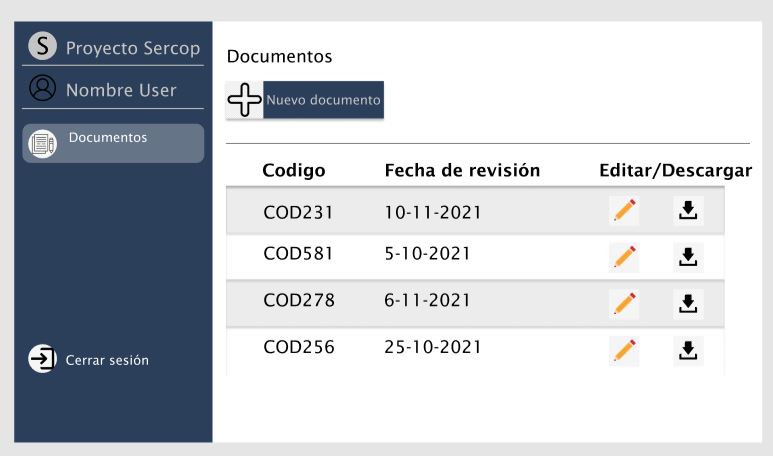 S Proyecto Sercop
Nombre User
Documentos
Cerrar sesión
Documentos
Nuevo documento
Codigo Fecha de revisión Editar/Descargar
COD231 10-11-2021
COD581 5-10-2021
COD278 6-11-2021
COD256 25-10-2021